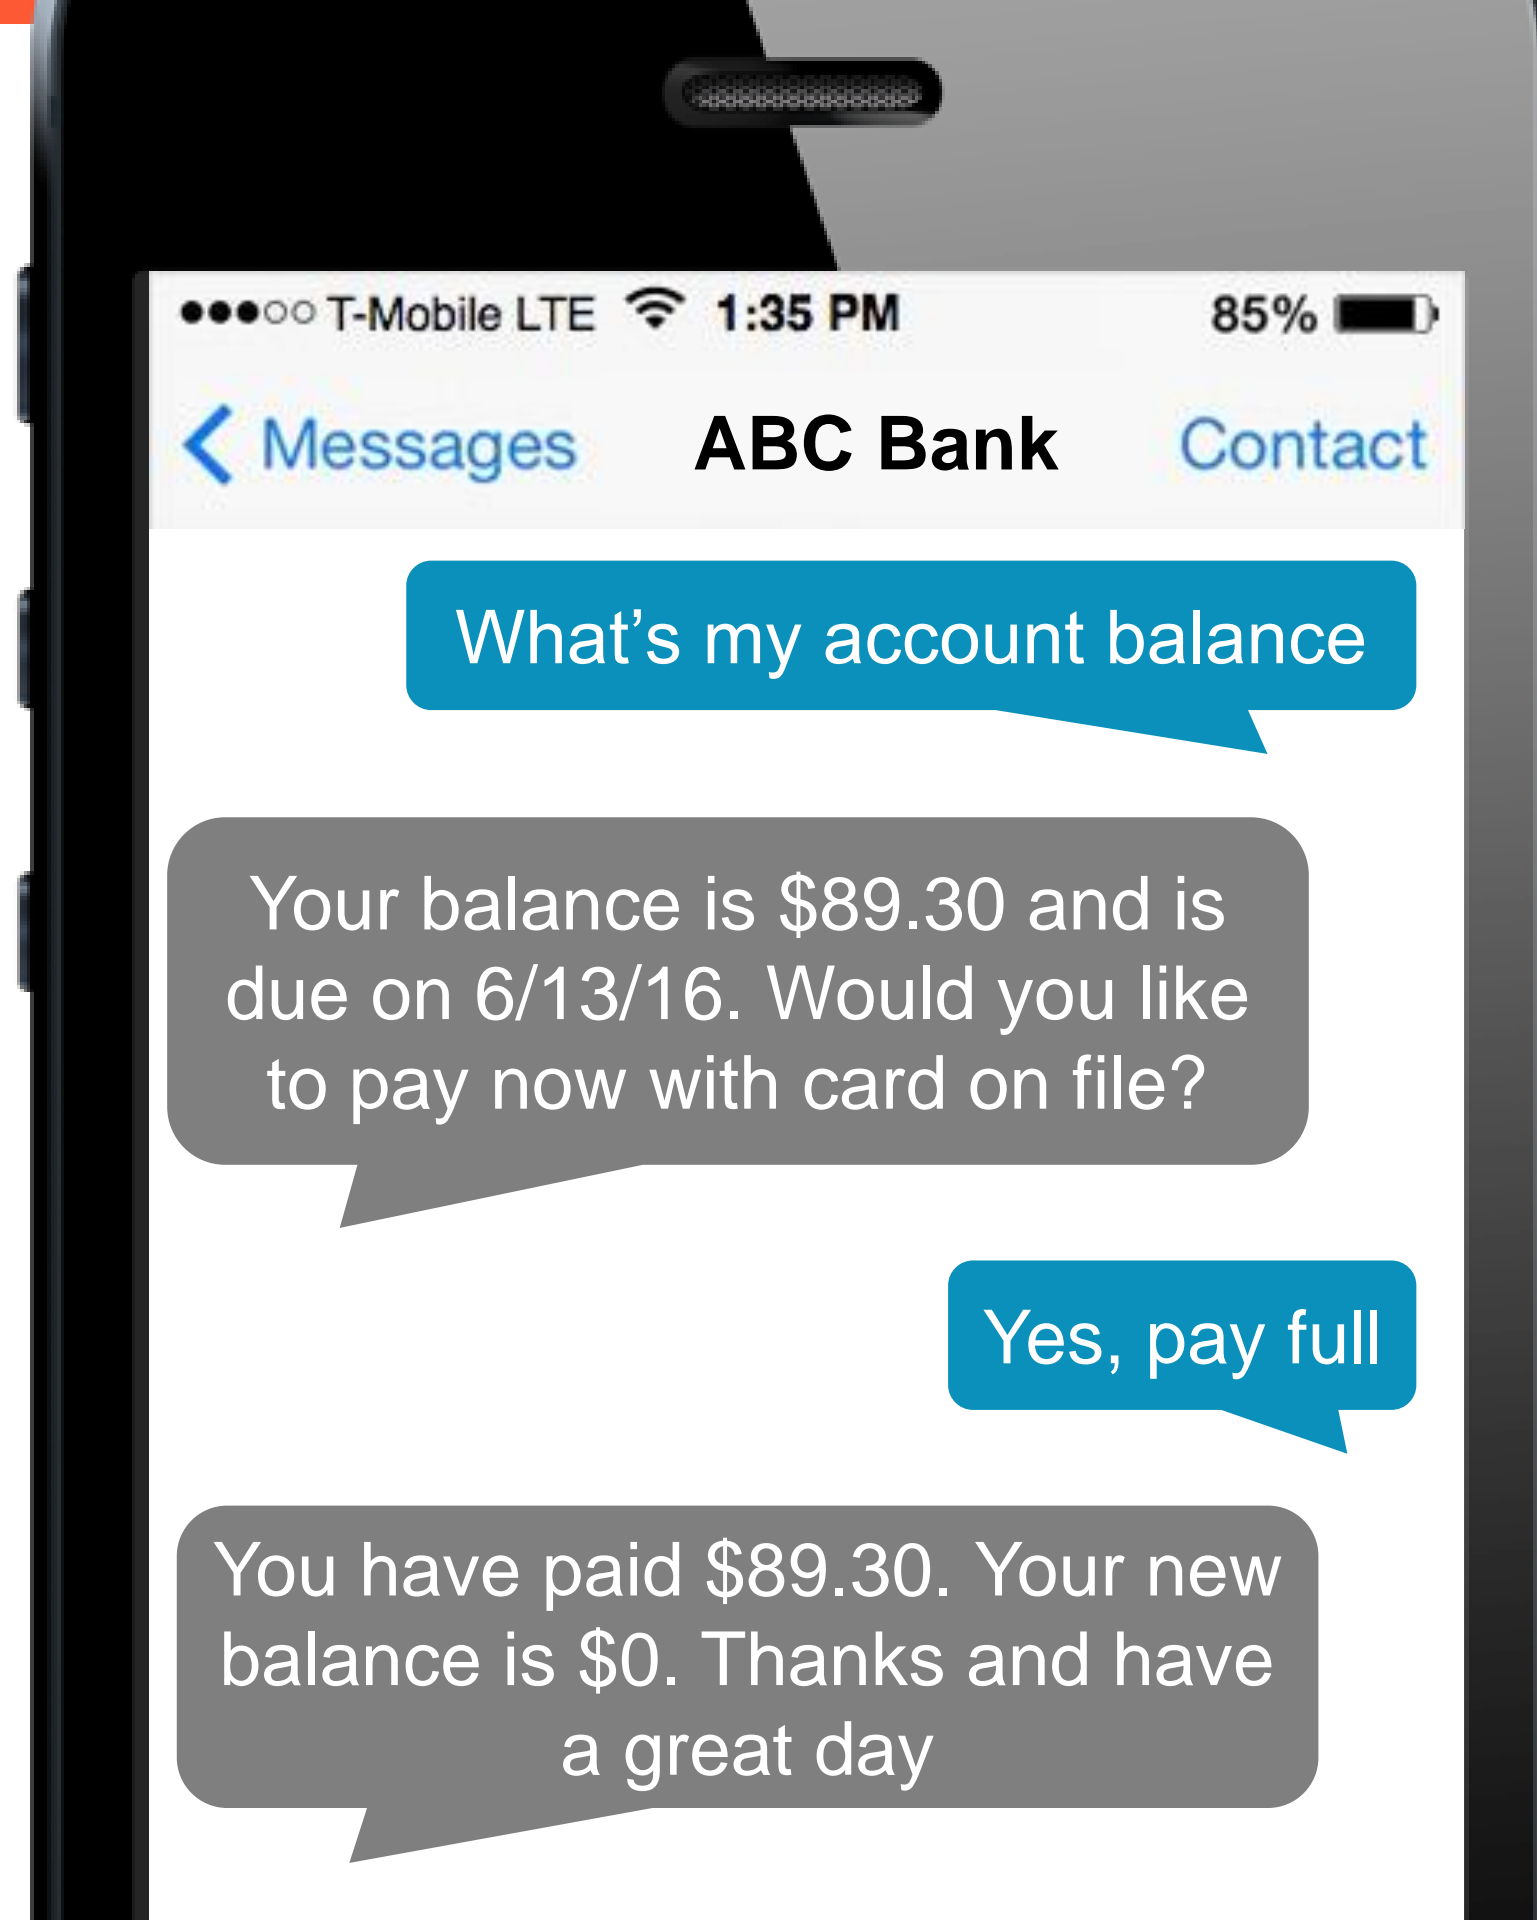 ●●●○○ T-Mobile LTE 1:35 PM 85%
Messages ABC Bank Contact
What’s my account balance
Your balance is $89.30 and is
due on 6/13/16. Would you like
to pay now with card on file?
Yes, pay full
You have paid $89.30. Your new
balance is $0. Thanks and have
a great day